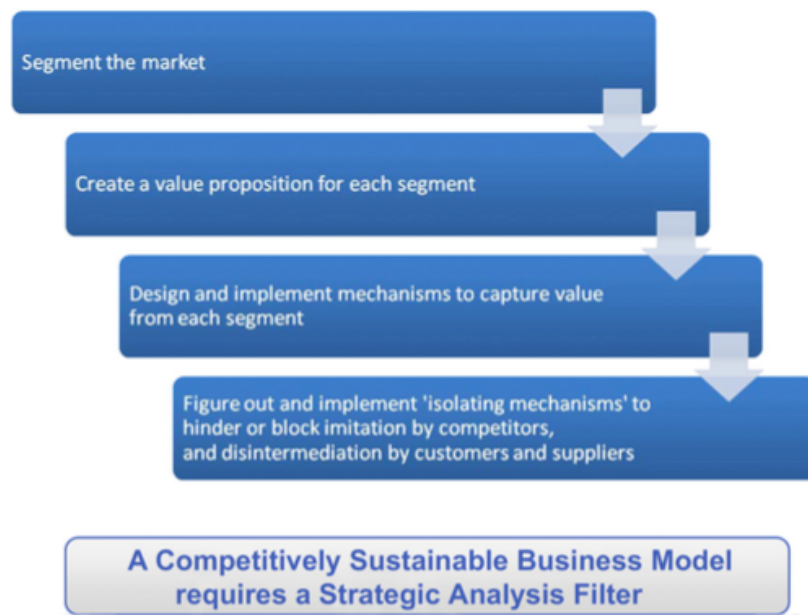 Segment the market
Create a value proposition for each segment
Design and implement mechanisms to capture value
from each segment
Figure out and implement 'isolating mechanisms' to
hinder or block imitation by competitors,
and disintermediation by customers and suppliers
A Competitively Sustainable Business Model
requires a Strategic Analysis Filter